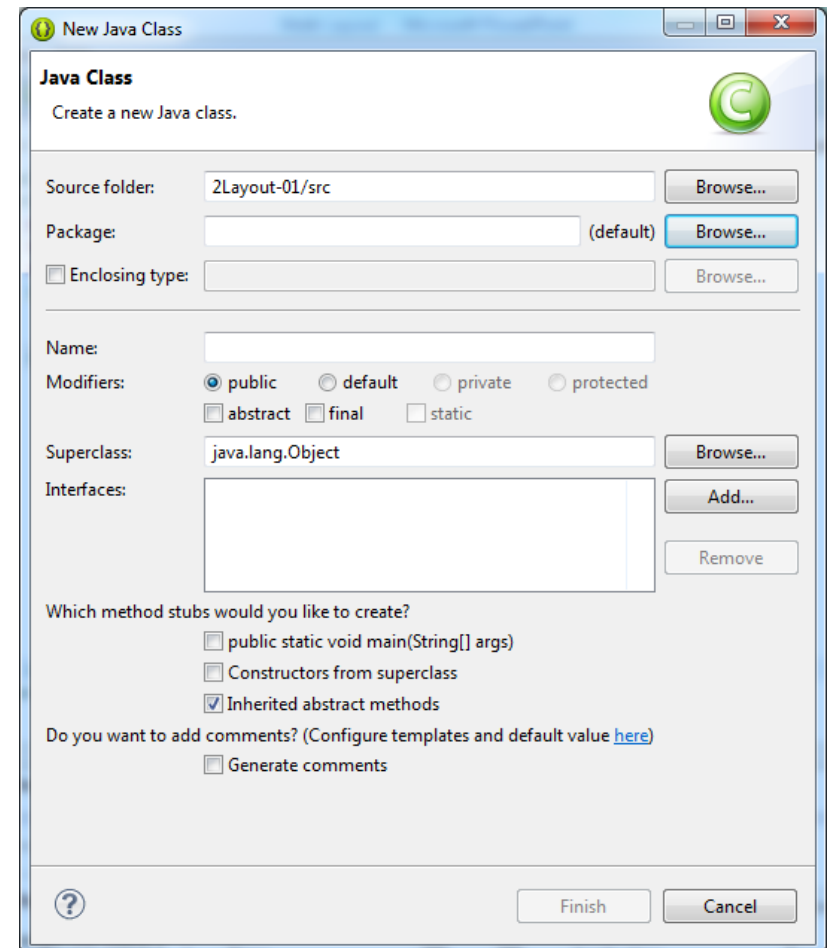 New Java Class
Java Class
Create a new Java class.
Source folder: 2Layout-01/src Browse...
Package: (default) Browse...
Enclosing type: Browse...
Name:
Modifiers: public default private protected
abstract final static
Superclass: java.lang.Object Browse...
Interfaces: Add...
Remove
Which method stubs would you like to create?
public static void main(String[] args)
Constructors from superclass
Inherited abstract methods
Do you want to add comments? (Configure templates and default value here)
Generate comments
Finish Cancel